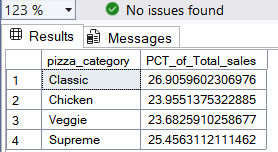 123 % No issues found
Results Messages
pizza_category PCT_of_Total_sales
1 Classic 26.9059602306976
2 Chicken 23.9551375322885
3 Veggie 23.6825910258677
4 Supreme 25.4563112111462